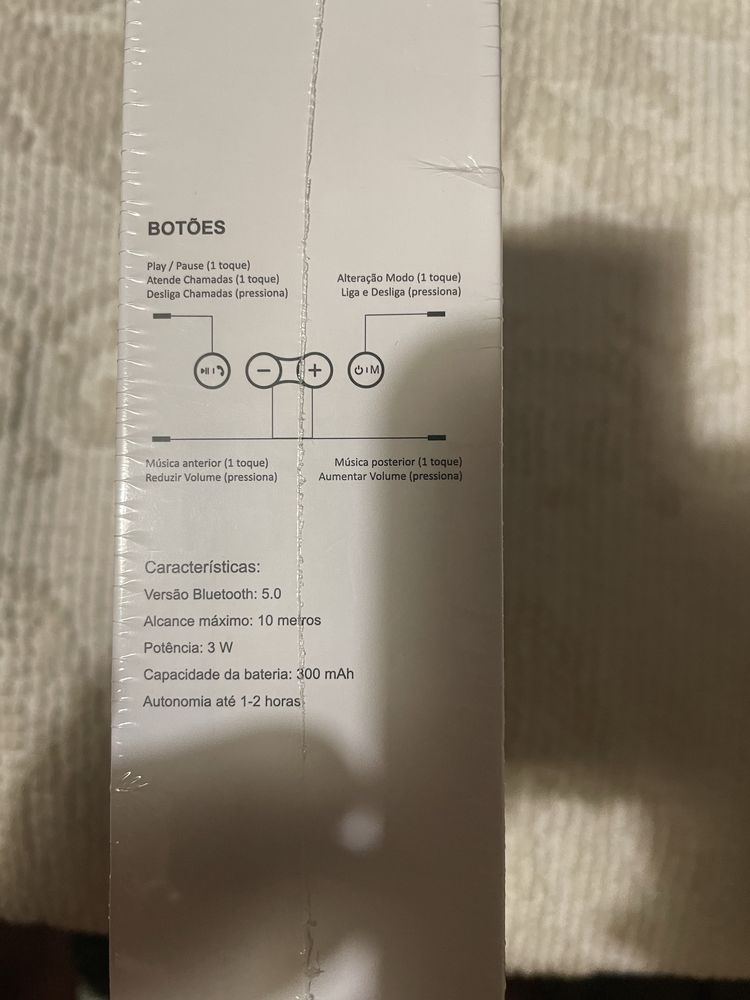 BOTÕES
Play / Pause (1 toque)
Atende Chamadas (1 toque)
Desliga Chamadas (pressiona)
Alteração Modo (1 toque)
Liga e Desliga (pressiona)
M
Música anterior (1 toque)
Reduzir Volume (pressiona)
Música posterior (1 toque)
Aumentar Volume (pressiona)
Características:
Versão Bluetooth: 5.0
Alcance máximo: 10 metros
Potência: 3 W
Capacidade da bateria: 300 mAh
Autonomia até 1-2 horas